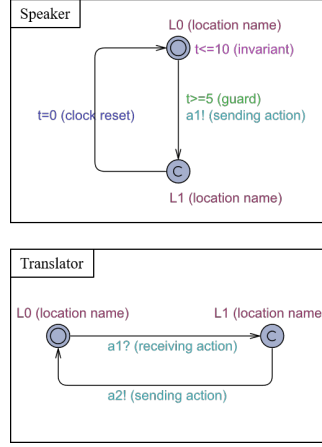 Speaker
L0 (location name)
t<=10 (invariant)
t=0 (clock reset)
t>=5 (guard)
a1! (sending action)
C
L1 (location name)
Translator
L0 (location name)
L1 (location name
C
a1? (receiving action)
a2! (sending action)